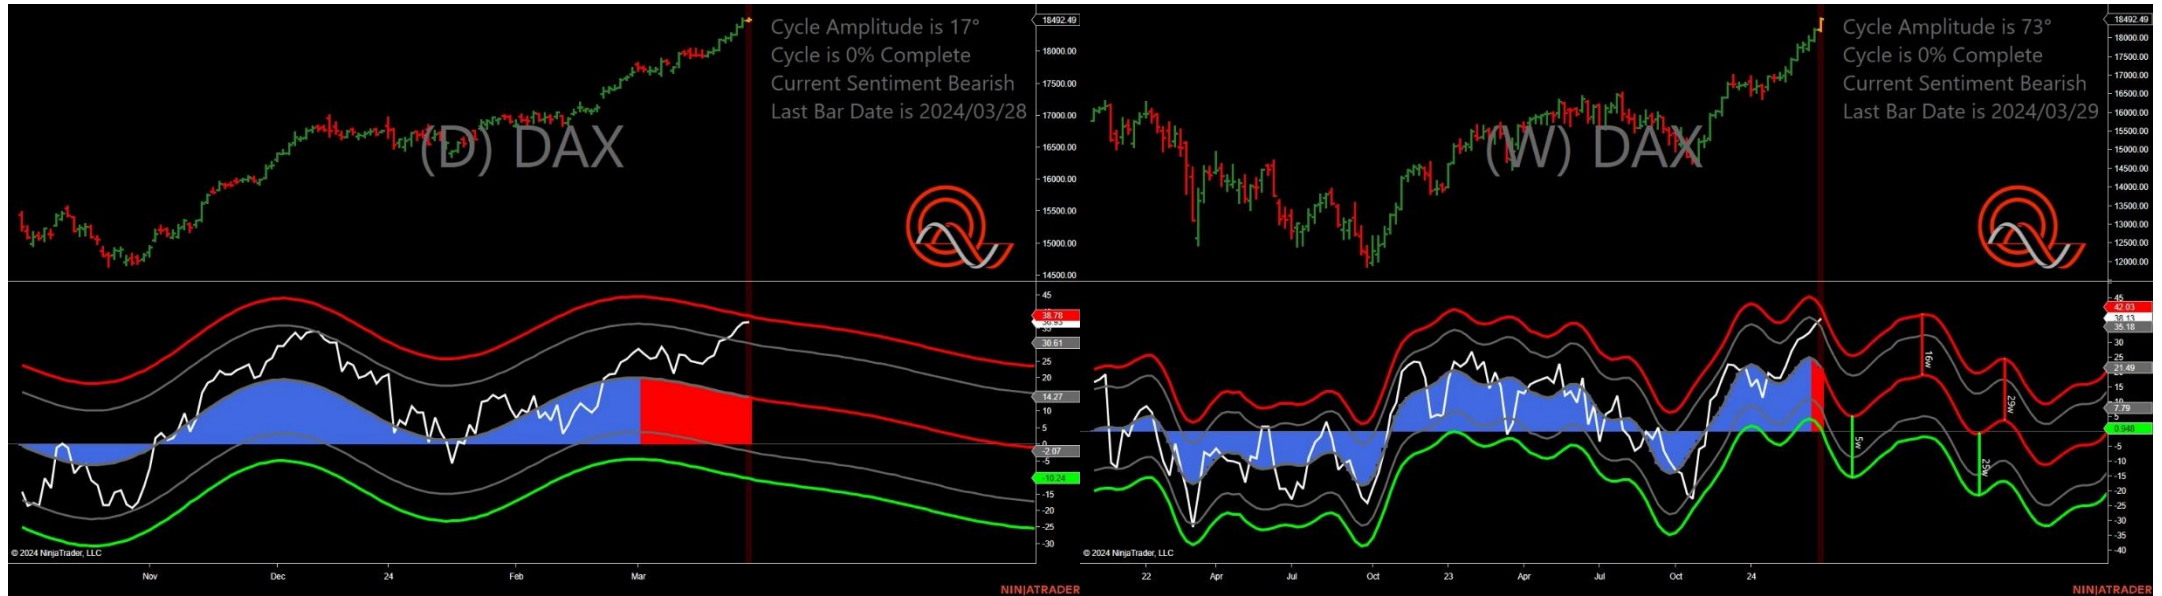 Cycle Amplitude is 17°
Cycle is 0% Complete
Current Sentiment Bearish
Last Bar Date is 2024/03/28
(D) DAX
18492.49
18000.00
17500.00
17000.00
16500.00
16000.00
15500.00
15000.00
14500.00
45
38.78
35
30.61
25
20
14.27
10
5
0
-2.07
-5
-10.24
-15
-20
-25
-30
© 2024 NinjaTrader, LLC
Nov
Dec
24
Feb
Mar
NINJATRADER
Cycle Amplitude is 73°
Cycle is 0% Complete
Current Sentiment Bearish
Last Bar Date is 2024/03/29
(W) DAX
18492.49
18000.00
17500.00
17000.00
16500.00
16000.00
15500.00
15000.00
14500.00
14000.00
13500.00
13000.00
12500.00
12000.00
45
42.03
38.13
35.18
30
25
21.49
15
10
7.79
5
0.948
-5
-10
-15
-20
-25
-30
-35
-40
16w
29w
5w
25w
© 2024 NinjaTrader, LLC
22
Apr
Jul
Oct
23
Apr
Jul
Oct
24
NINJATRADER